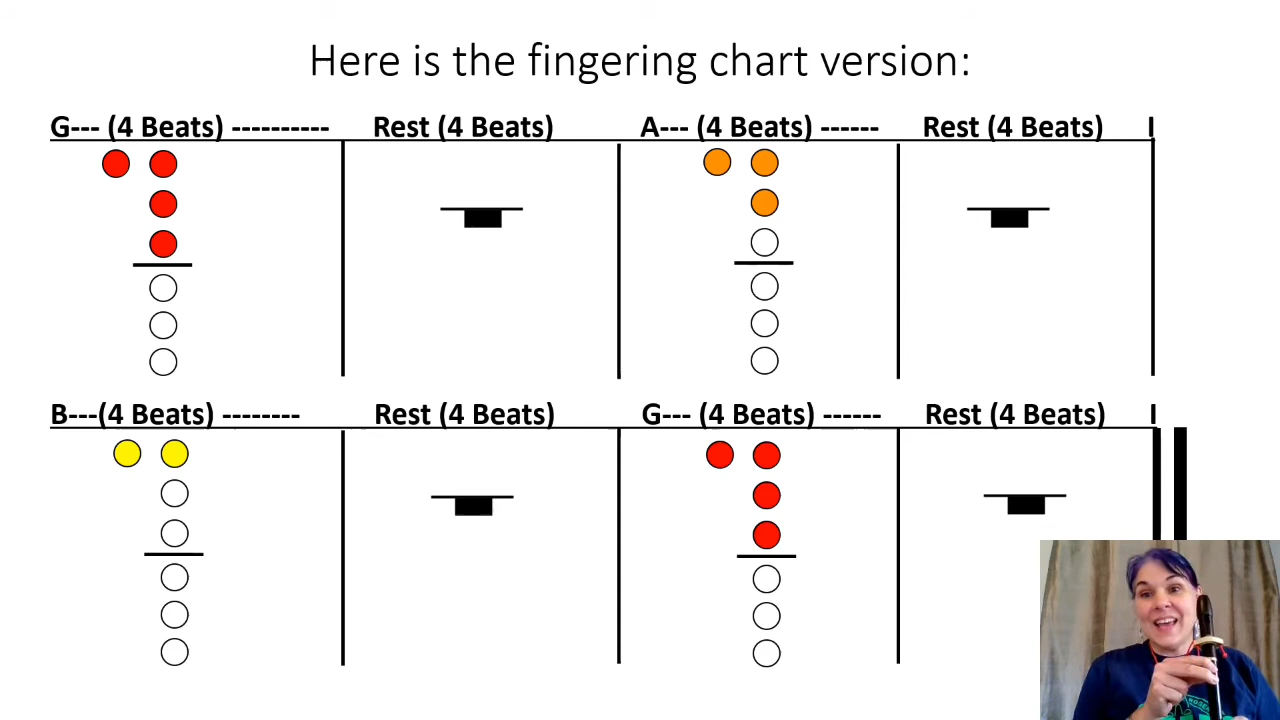 Here is the fingering chart version:
G--- (4 Beats) ---------- Rest (4 Beats) A--- (4 Beats) ------ Rest (4 Beats) I
B---(4 Beats) -------- Rest (4 Beats) G--- (4 Beats) ------ Rest (4 Beats) I